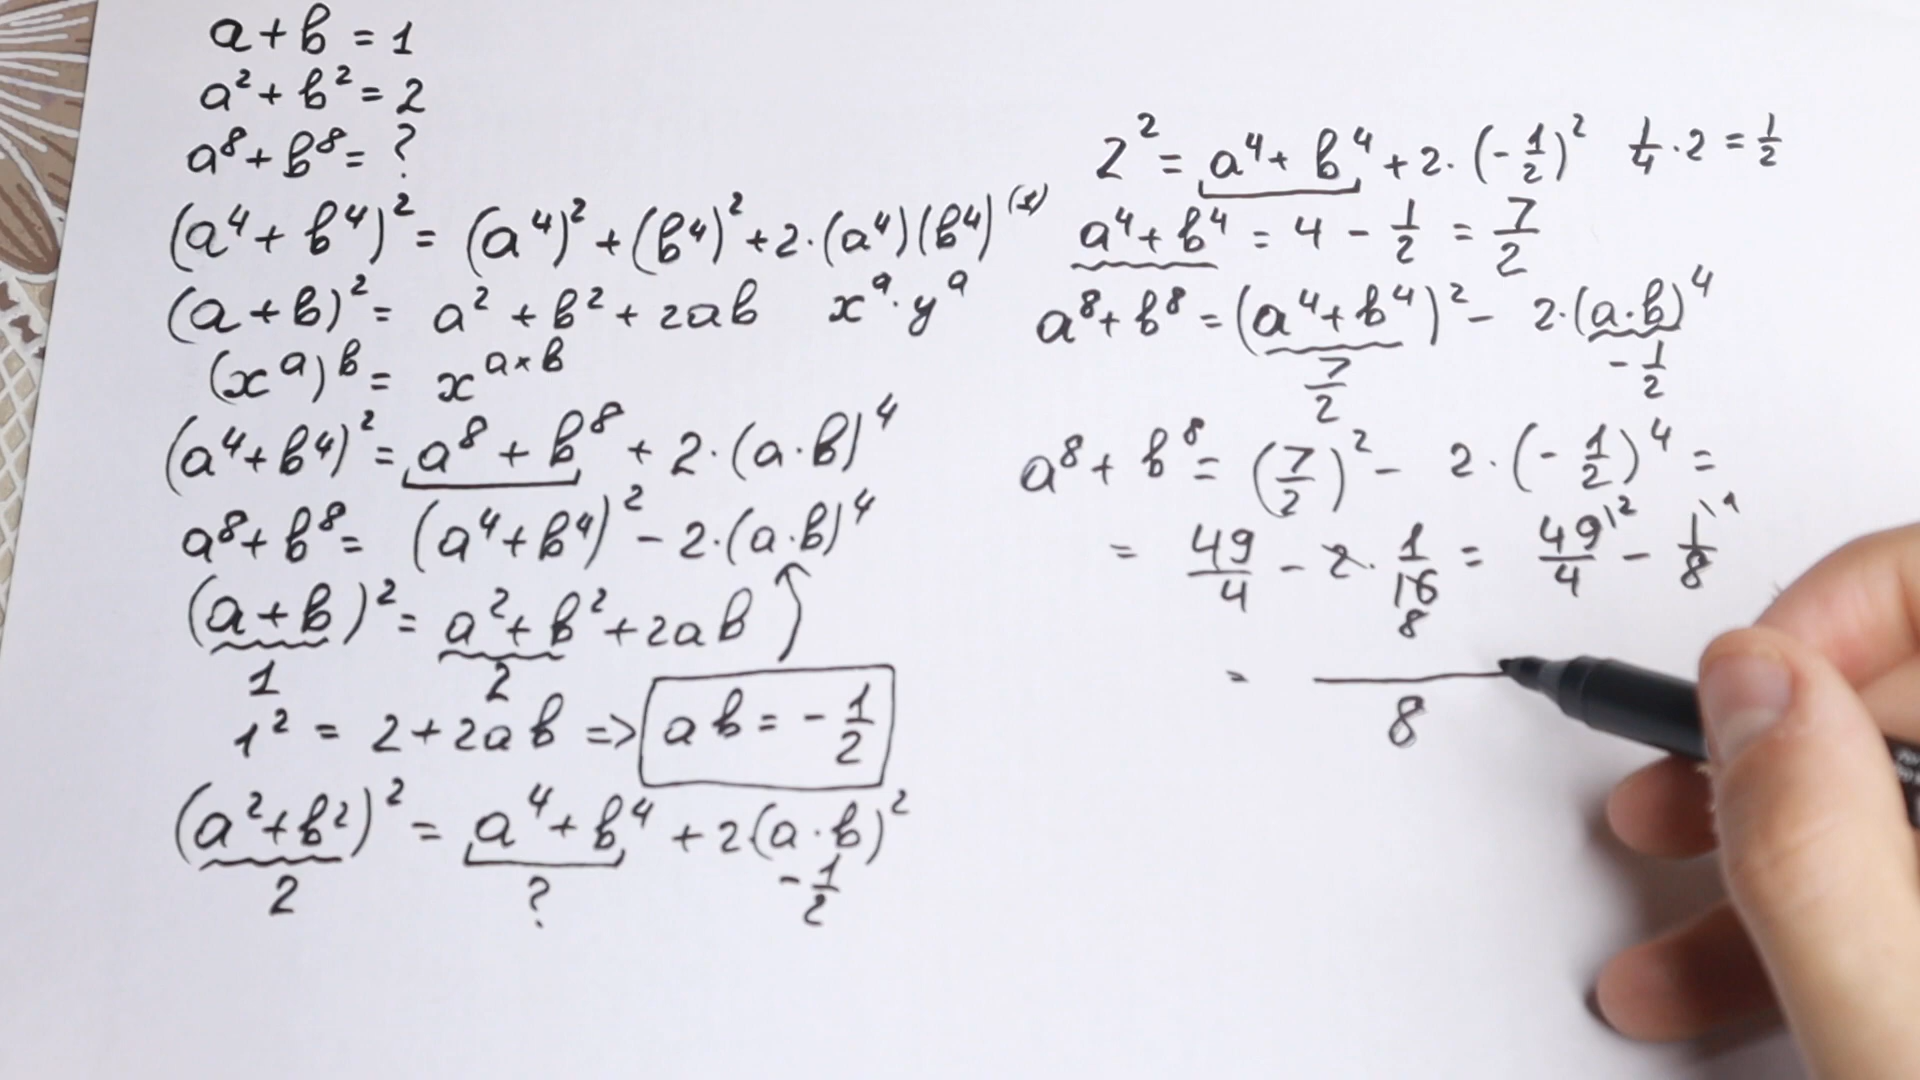 a + b = 1
a² + b² = 2
a⁸ + b⁸ = ?
(a⁴ + b⁴)² = (a⁴)² + (b⁴)² + 2·(a⁴)(b⁴)⁽¹⁾
(a + b)² = a² + b² + 2ab   xᵃ · yᵃ
(xᵃ)ᵇ = xᵃˣᵇ
(a⁴ + b⁴)² = a⁸ + b⁸ + 2·(a·b)⁴
a⁸ + b⁸ = (a⁴ + b⁴)² - 2·(a·b)⁴
(a + b)² = a² + b² + 2ab
1   2
1² = 2 + 2ab => ab = -1/2
(a² + b²)² = a⁴ + b⁴ + 2(a·b)²
2   ?   -1/2
2² = a⁴ + b⁴ + 2·(-1/2)²   1/4 · 2 = 1/2
a⁴ + b⁴ = 4 - 1/2 = 7/2
a⁸ + b⁸ = (a⁴ + b⁴)² - 2·(a·b)⁴
7/2   -1/2
a⁸ + b⁸ = (7/2)² - 2·(-1/2)⁴ =
= 49/4 - 2 · 1/16 = 49/4 \2 - 1/8 \1
8
= /8